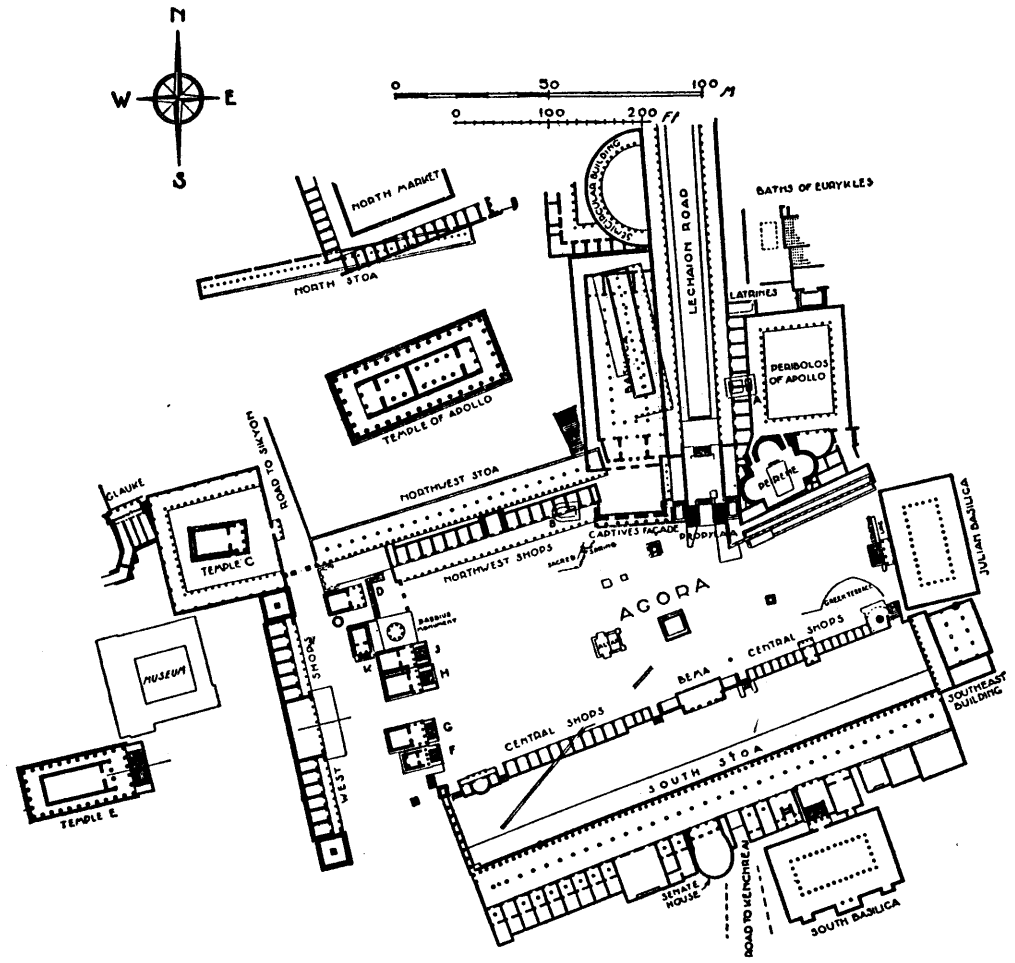 N
W E
S
0 50 100 M
0 100 200 Ft
NORTH MARKET
SEMICIRCULAR BUILDING
BATHS OF EURYKLES
LECHAION ROAD
NORTH STOA
LATRINES
PERIBOLOS
OF APOLLO
A
TEMPLE OF APOLLO
ROAD TO SIKYON
NORTHWEST STOA
PEIRENE
GLAUKE
JULIAN BASILICA
B
CAPTIVES FAÇADE
PROPYLAIA
TEMPLE C
NORTHWEST SHOPS
SACRED SPRING
D
AGORA
GREEK TERRACE
BABBIUS
MONUMENT
K
J
H
CENTRAL SHOPS
MUSEUM
WEST SHOPS
BEMA
SOUTHEAST
BUILDING
G
F
CENTRAL SHOPS
SOUTH STOA
TEMPLE E
SENATE
HOUSE
ROAD TO KENCHREAI
SOUTH BASILICA